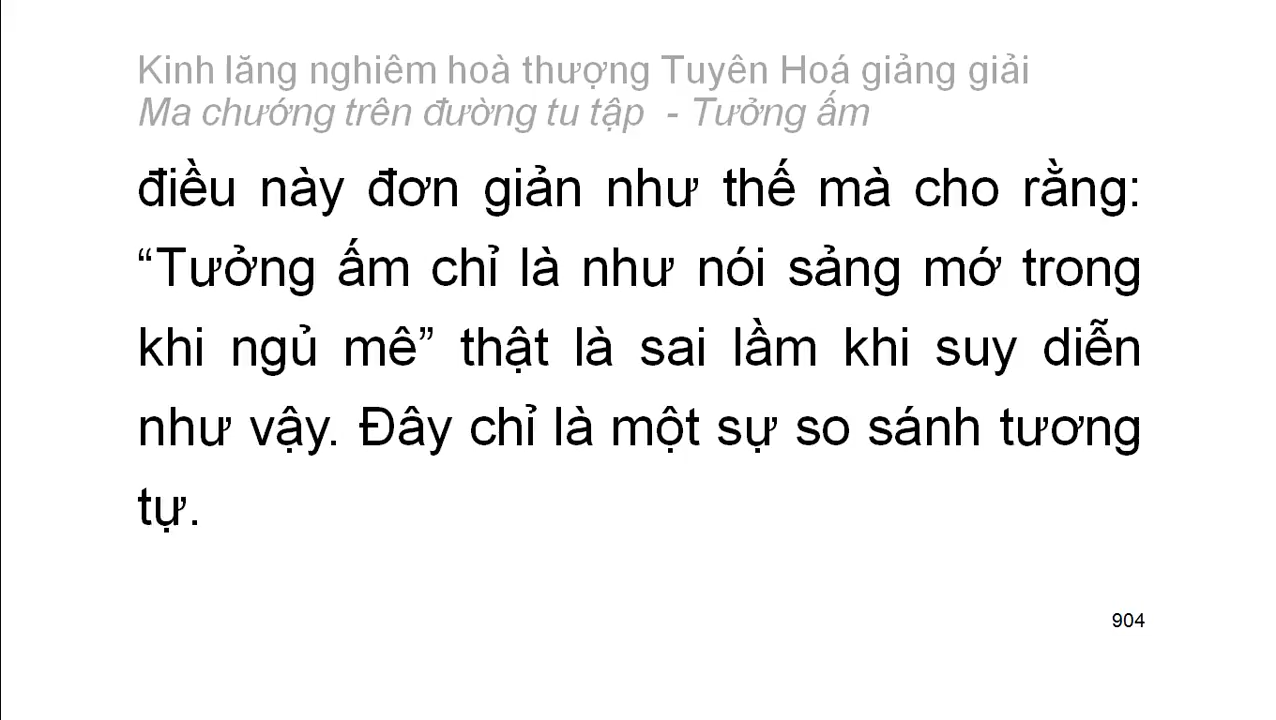 Kinh lăng nghiêm hoà thượng Tuyên Hoá giảng giải
Ma chướng trên đường tu tập - Tưởng ấm
điều này đơn giản như thế mà cho rằng:
“Tưởng ấm chỉ là như nói sảng mớ trong
khi ngủ mê” thật là sai lầm khi suy diễn
như vậy. Đây chỉ là một sự so sánh tương
tự.
904